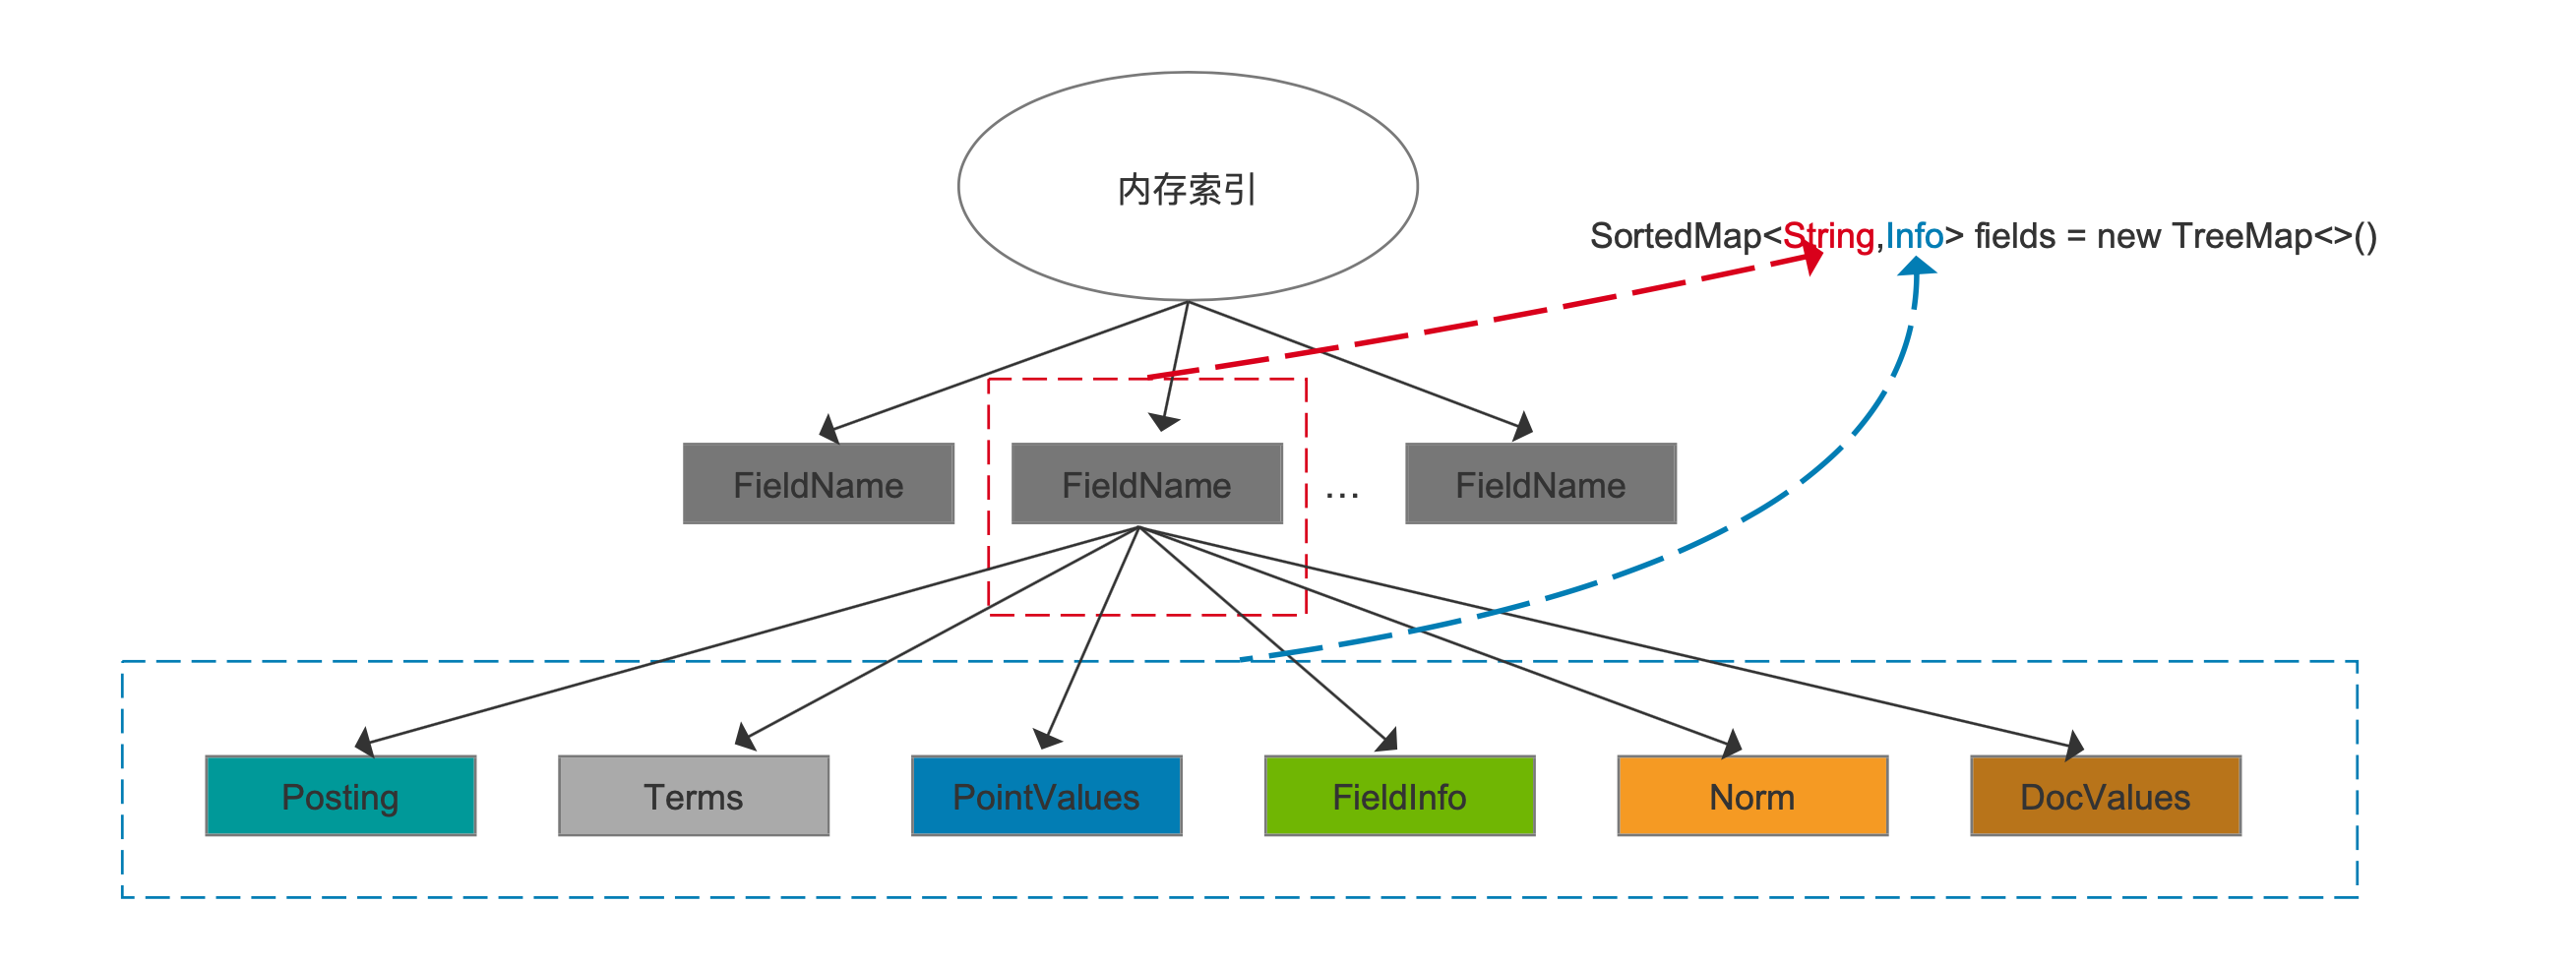 内存索引
SortedMap<String,Info> fields = new TreeMap<>()
FieldName
FieldName
...
FieldName
Posting
Terms
PointValues
FieldInfo
Norm
DocValues